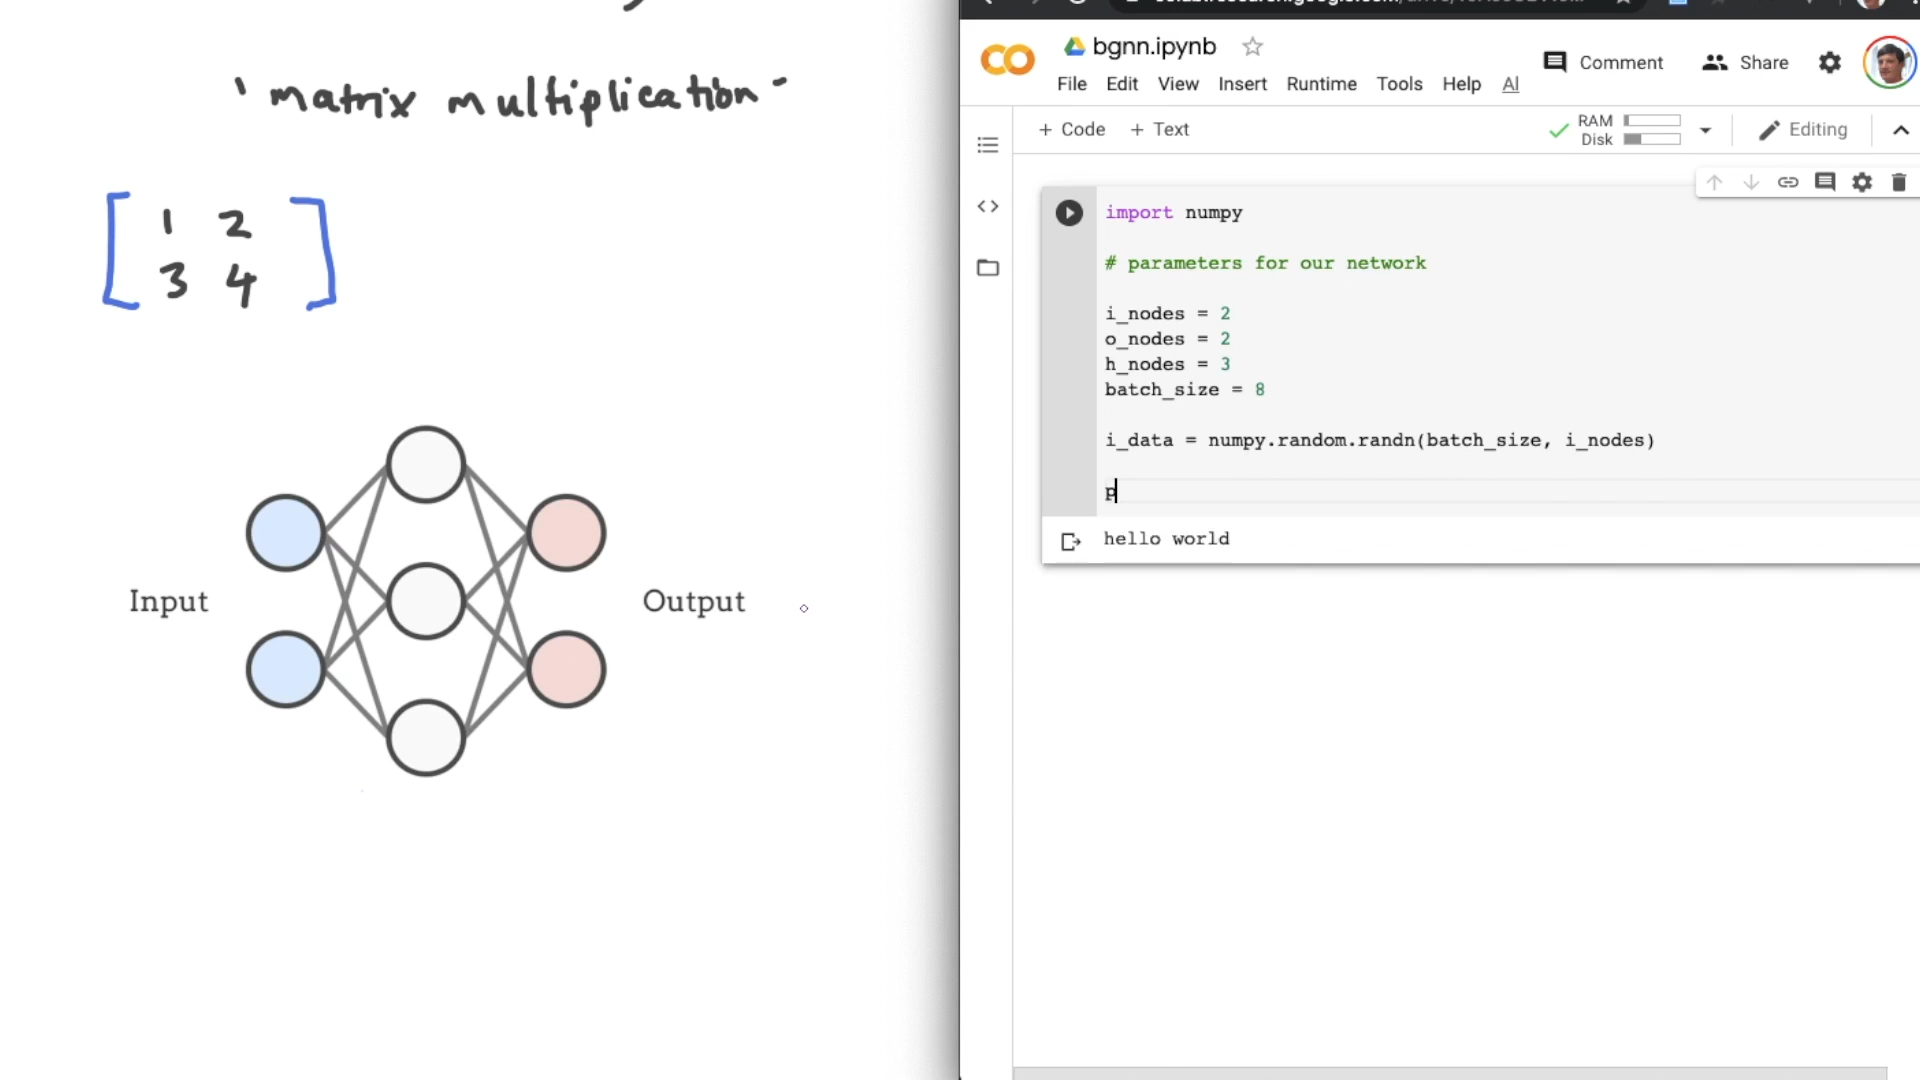 'matrix multiplication'
1 2
3 4
Input
Output
bgnn.ipynb
Comment
Share
File Edit View Insert Runtime Tools Help AI
+ Code + Text
RAM
Disk
Editing
import numpy
# parameters for our network
i_nodes = 2
o_nodes = 2
h_nodes = 3
batch_size = 8
i_data = numpy.random.randn(batch_size, i_nodes)
p
hello world